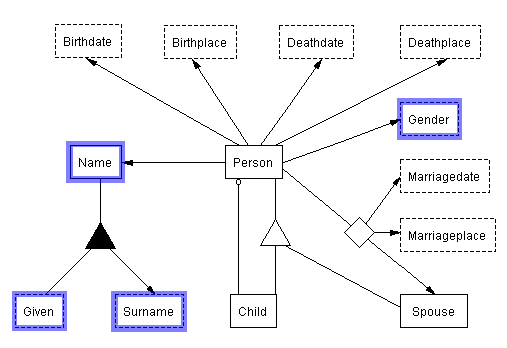 Birthdate
Birthplace
Deathdate
Deathplace
Gender
Name
Person
Marriagedate
Marriageplace
Given
Surname
Child
Spouse